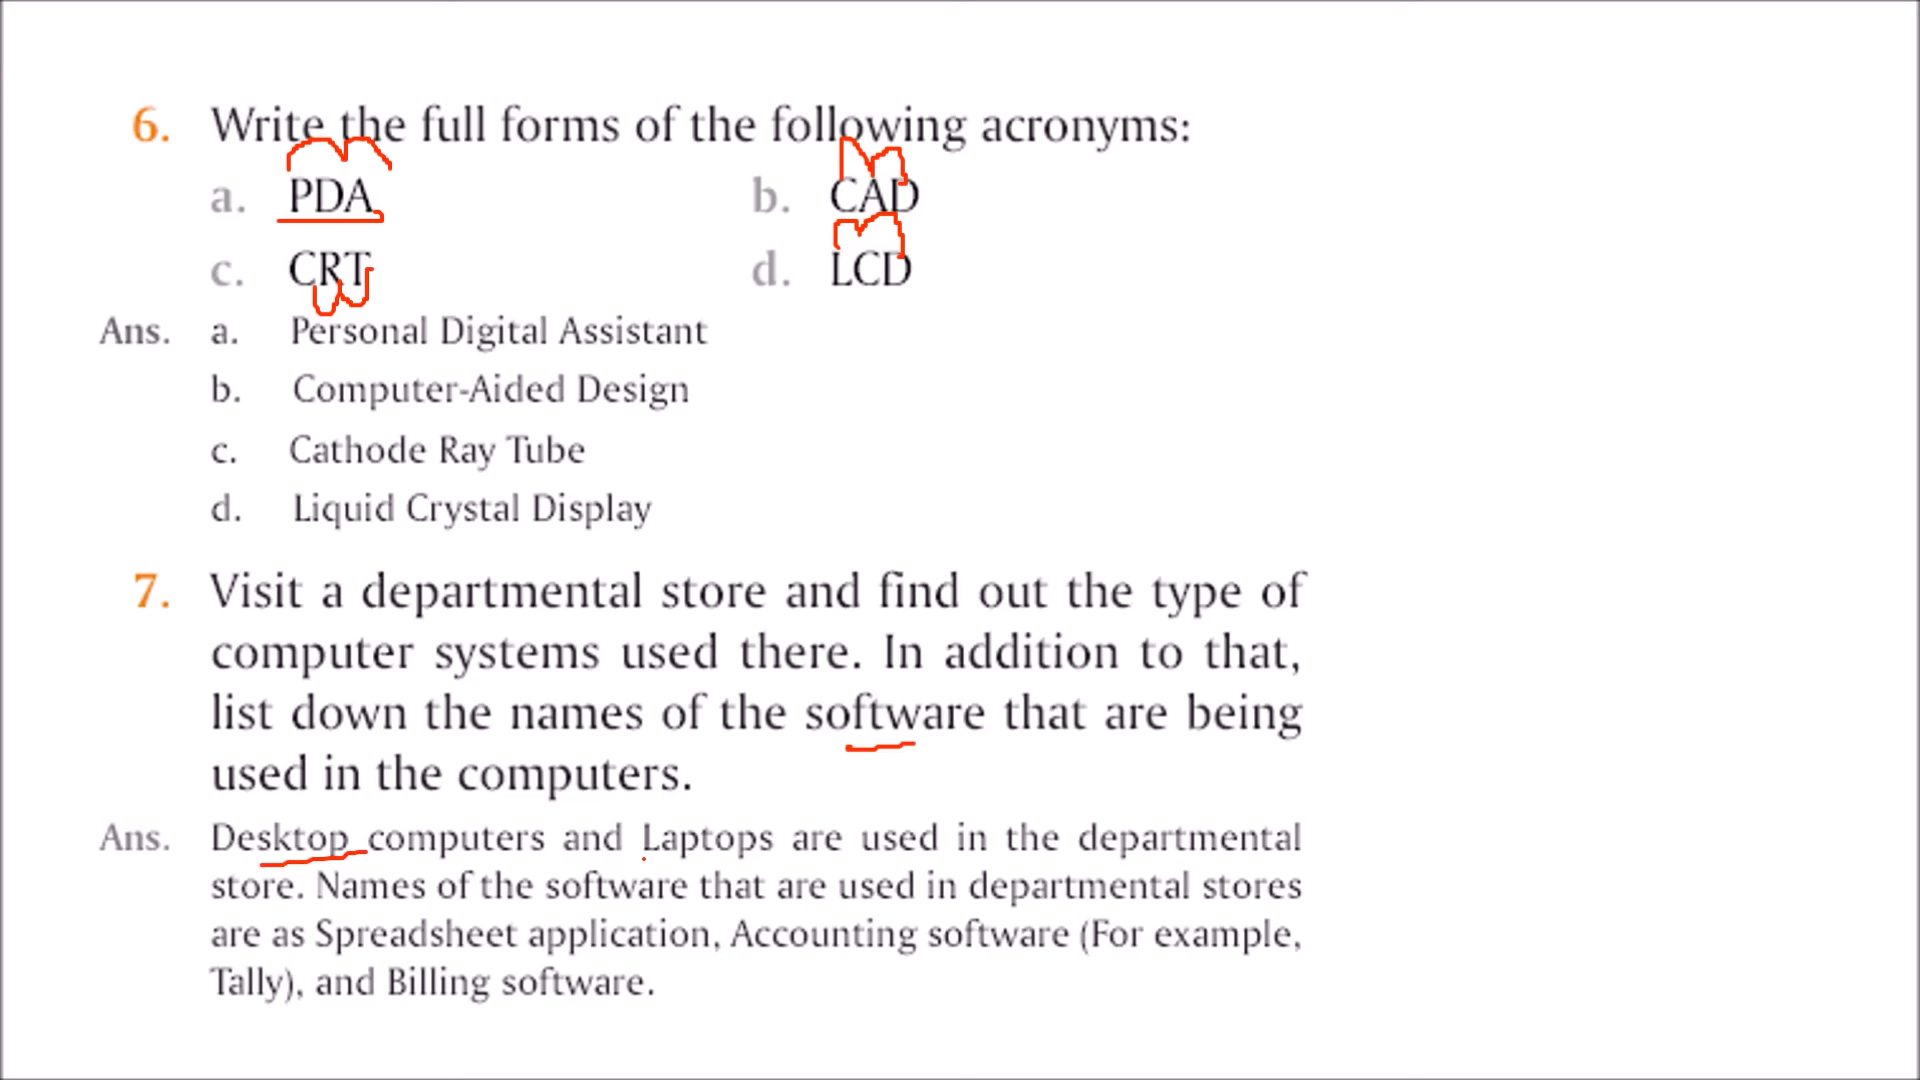 6. Write the full forms of the following acronyms:
a. PDA b. CAD
c. CRT d. LCD
Ans. a. Personal Digital Assistant
b. Computer-Aided Design
c. Cathode Ray Tube
d. Liquid Crystal Display
7. Visit a departmental store and find out the type of
computer systems used there. In addition to that,
list down the names of the software that are being
used in the computers.
Ans. Desktop computers and Laptops are used in the departmental
store. Names of the software that are used in departmental stores
are as Spreadsheet application, Accounting software (For example,
Tally), and Billing software.